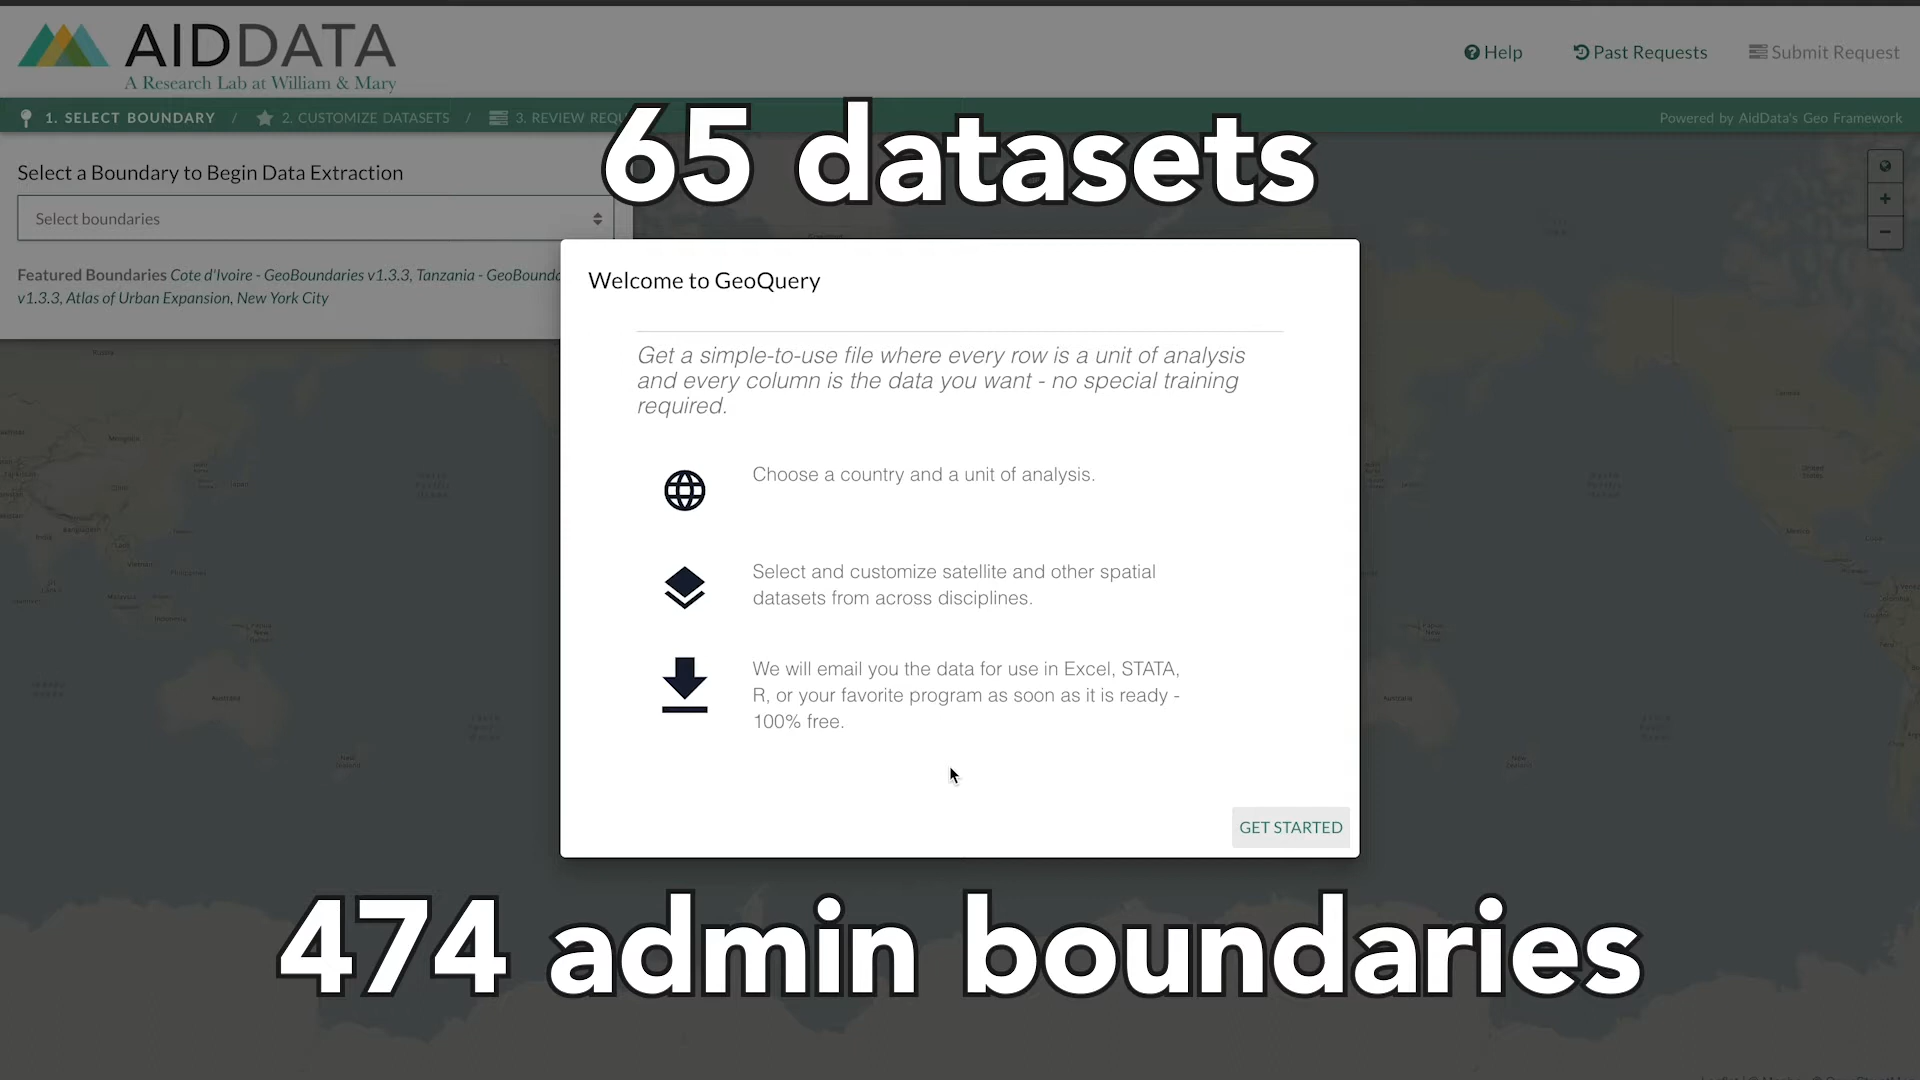 AIDDATA
A Research Lab at William & Mary
Help
Past Requests
Submit Request
1. SELECT BOUNDARY / 2. CUSTOMIZE DATASETS / 3. REVIEW REQU
Powered by AidData's Geo Framework
65 datasets
Select a Boundary to Begin Data Extraction
Select boundaries
Featured Boundaries Cote d'Ivoire - GeoBoundaries v1.3.3, Tanzania - GeoBounda
v1.3.3, Atlas of Urban Expansion, New York City
+
−
Welcome to GeoQuery
Get a simple-to-use file where every row is a unit of analysis
and every column is the data you want - no special training
required.
Choose a country and a unit of analysis.
Select and customize satellite and other spatial
datasets from across disciplines.
We will email you the data for use in Excel, STATA,
R, or your favorite program as soon as it is ready -
100% free.
GET STARTED
474 admin boundaries